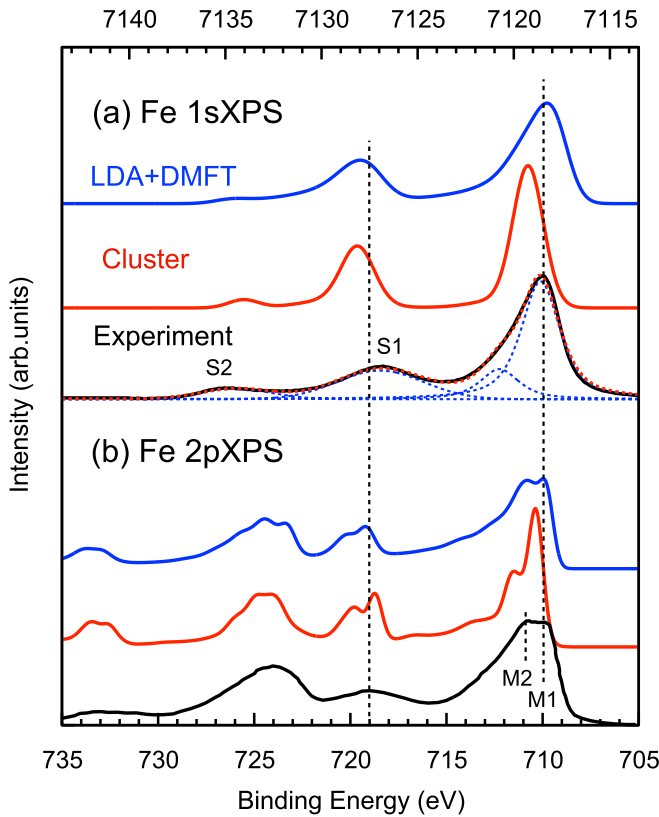 7140 7135 7130 7125 7120 7115
(a) Fe 1sXPS
LDA+DMFT
Cluster
Experiment
S2
S1
(b) Fe 2pXPS
M2
M1
Intensity (arb.units)
735 730 725 720 715 710 705
Binding Energy (eV)